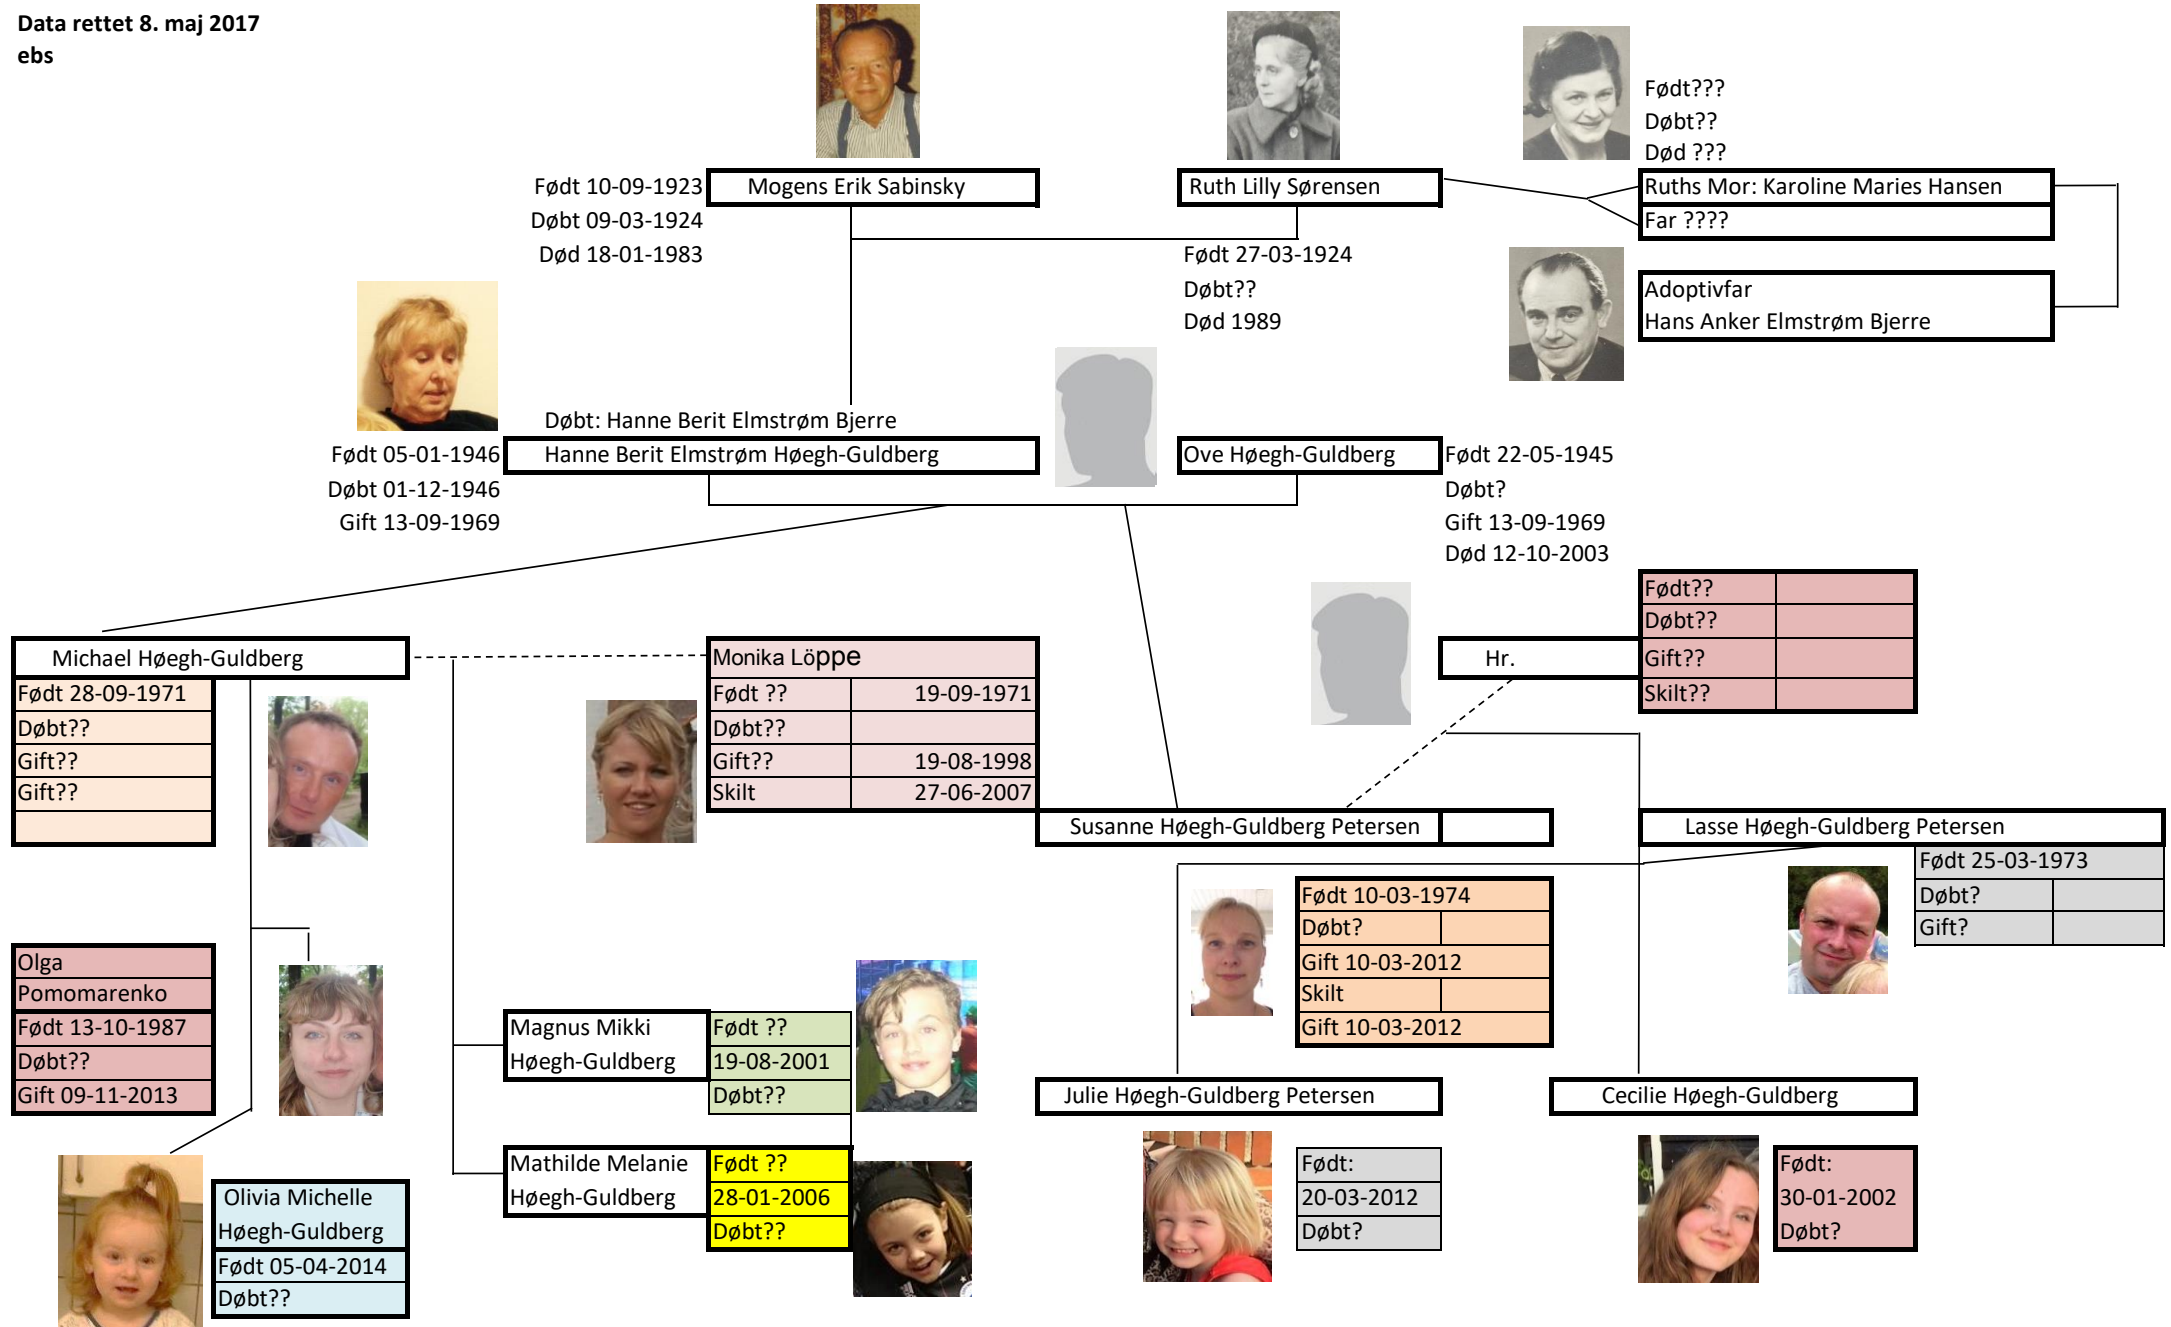 Data rettet 8. maj 2017
ebs
Født???
Døbt??
Død ???
Født 10-09-1923
Mogens Erik Sabinsky
Ruth Lilly Sørensen
Ruths Mor: Karoline Maries Hansen
Døbt 09-03-1924
Far ????
Død 18-01-1983
Født 27-03-1924
Døbt??
Død 1989
Adoptivfar
Hans Anker Elmstrøm Bjerre
Døbt: Hanne Berit Elmstrøm Bjerre
Født 05-01-1946
Hanne Berit Elmstrøm Høegh-Guldberg
Ove Høegh-Guldberg
Født 22-05-1945
Døbt 01-12-1946
Døbt?
Gift 13-09-1969
Gift 13-09-1969
Død 12-10-2003
Født??
Døbt??
Hr.
Gift??
Skilt??
Michael Høegh-Guldberg
Født 28-09-1971
Døbt??
Gift??
Gift??
Monika Löppe
Født ?? 19-09-1971
Døbt??
Gift?? 19-08-1998
Skilt 27-06-2007
Susanne Høegh-Guldberg Petersen
Lasse Høegh-Guldberg Petersen
Født 25-03-1973
Døbt?
Gift?
Født 10-03-1974
Døbt?
Gift 10-03-2012
Skilt
Gift 10-03-2012
Olga
Pomomarenko
Født 13-10-1987
Døbt??
Gift 09-11-2013
Magnus Mikki
Høegh-Guldberg
Født ??
19-08-2001
Døbt??
Julie Høegh-Guldberg Petersen
Cecilie Høegh-Guldberg
Mathilde Melanie
Høegh-Guldberg
Født ??
28-01-2006
Døbt??
Født:
20-03-2012
Døbt?
Født:
30-01-2002
Døbt?
Olivia Michelle
Høegh-Guldberg
Født 05-04-2014
Døbt??